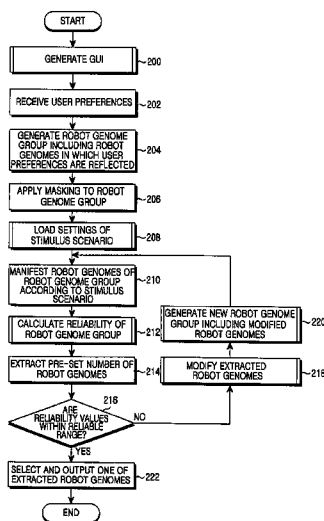 START
GENERATE GUI
200
RECEIVE USER PREFERENCES
202
GENERATE ROBOT GENOME
GROUP INCLUDING ROBOT
GENOMES IN WHICH USER
PREFERENCES ARE REFLECTED
204
APPLY MASKING TO ROBOT
GENOME GROUP
206
LOAD SETTINGS OF
STIMULUS SCENARIO
208
MANIFEST ROBOT GENOMES OF
ROBOT GENOME GROUP
ACCORDING TO STIMULUS
SCENARIO
210
CALCULATE RELIABILITY OF
ROBOT GENOME GROUP
212
EXTRACT PRE-SET NUMBER OF
ROBOT GENOMES
214
216
ARE
RELIABILITY VALUES
WITHIN RELIABLE
RANGE?
NO
YES
GENERATE NEW ROBOT GENOME
GROUP INCLUDING MODIFIED
ROBOT GENOMES
220
MODIFY EXTRACTED
ROBOT GENOMES
218
SELECT AND OUTPUT ONE OF
EXTRACTED ROBOT GENOMES
222
END